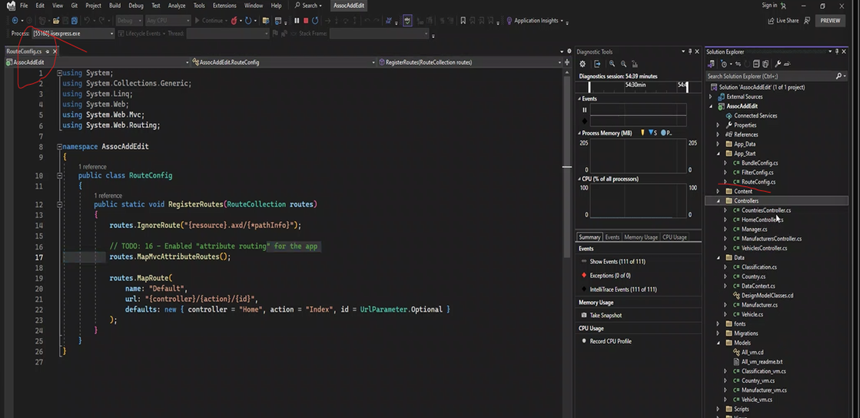 File Edit View Git Project Build Debug Test Analyze Tools Extensions Window Help Search AssocAddEdit Sign in
Debug Any CPU Continue Application Insights Live Share PREVIEW
Process: [55160] iisexpress.exe Lifecycle Events Thread: Stack Frame:
RouteConfig.cs
AssocAddEdit AssocAddEdit.RouteConfig RegisterRoutes(RouteCollection routes)
1 using System;
2 using System.Collections.Generic;
3 using System.Linq;
4 using System.Web;
5 using System.Web.Mvc;
6 using System.Web.Routing;
7
8 namespace AssocAddEdit
9 {
1 reference
10 public class RouteConfig
11 {
1 reference
12 public static void RegisterRoutes(RouteCollection routes)
13 {
14 routes.IgnoreRoute("{resource}.axd/{*pathInfo}");
15
16 // TODO: 16 - Enabled "attribute routing" for the app
17 routes.MapMvcAttributeRoutes();
18
19 routes.MapRoute(
20 name: "Default",
21 url: "{controller}/{action}/{id}",
22 defaults: new { controller = "Home", action = "Index", id = UrlParameter.Optional }
23 );
24 }
25 }
26 }
27
Diagnostic Tools
Diagnostics session: 54:39 minutes
54:30min
Events
Process Memory (MB) S P...
205 205
0 0
CPU (% of all processors)
100 100
0 0
Summary Events Memory Usage CPU Usage
Events
Show Events (111 of 111)
Exceptions (0 of 0)
IntelliTrace Events (111 of 111)
Memory Usage
Take Snapshot
CPU Usage
Record CPU Profile
Solution Explorer
Search Solution Explorer (Ctrl+;)
Solution 'AssocAddEdit' (1 of 1 project)
External Sources
AssocAddEdit
Connected Services
Properties
References
App_Data
App_Start
BundleConfig.cs
FilterConfig.cs
RouteConfig.cs
Content
Controllers
CountriesController.cs
HomeController.cs
Manager.cs
ManufacturersController.cs
VehiclesController.cs
Data
Classification.cs
Country.cs
DataContext.cs
DesignModelClasses.cd
Manufacturer.cs
Vehicle.cs
fonts
Migrations
Models
All_vm.cd
All_vm_readme.txt
Classification_vm.cs
Country_vm.cs
Manufacturer_vm.cs
Vehicle_vm.cs
Scripts